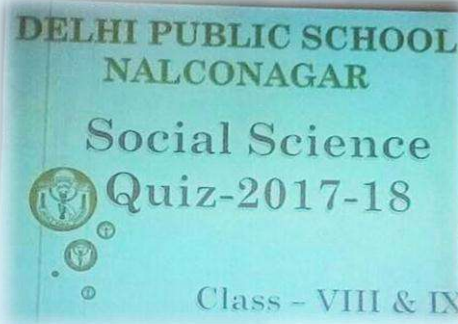 DELHI PUBLIC SCHOOL
NALCONAGAR
Social Science
Quiz-2017-18
Class - VIII & IX